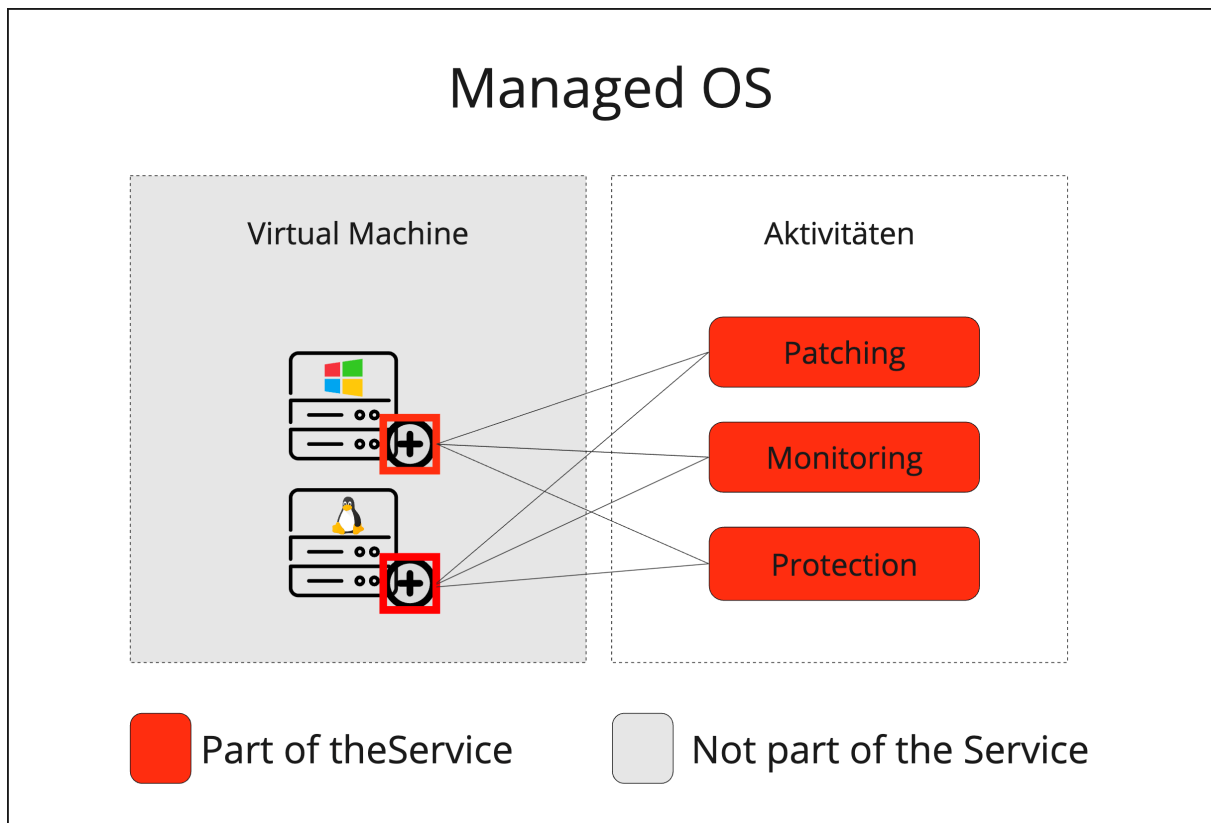 Managed OS
Virtual Machine
Aktivitäten
Patching
Monitoring
Protection
Part of theService
Not part of the Service